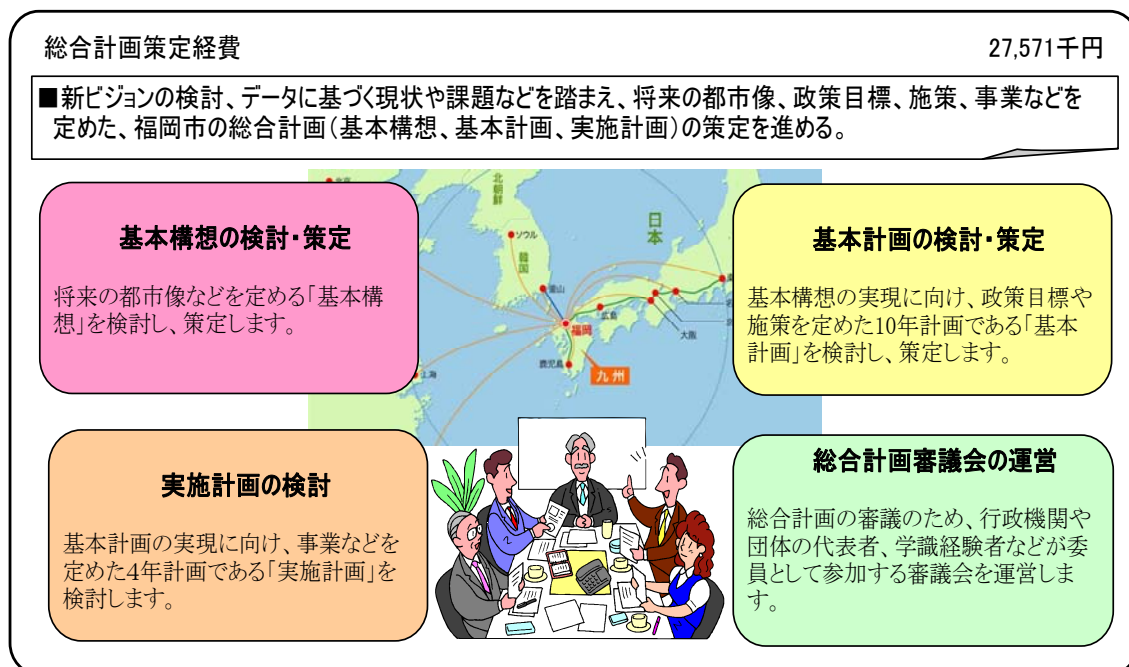 総合計画策定経費
27,571千円
■新ビジョンの検討、データに基づく現状や課題などを踏まえ、将来の都市像、政策目標、施策、事業などを
定めた、福岡市の総合計画(基本構想、基本計画、実施計画)の策定を進める。
基本構想の検討・策定
将来の都市像などを定める「基本構
想」を検討し、策定します。
北朝鮮
ソウル
韓国
釜山
日本
広島
大阪
福岡
鹿児島
九州
上海
基本計画の検討・策定
基本構想の実現に向け、政策目標や
施策を定めた10年計画である「基本
計画」を検討し、策定します。
実施計画の検討
基本計画の実現に向け、事業などを
定めた4年計画である「実施計画」を
検討します。
総合計画審議会の運営
総合計画の審議のため、行政機関や
団体の代表者、学識経験者などが委
員として参加する審議会を運営しま
す。